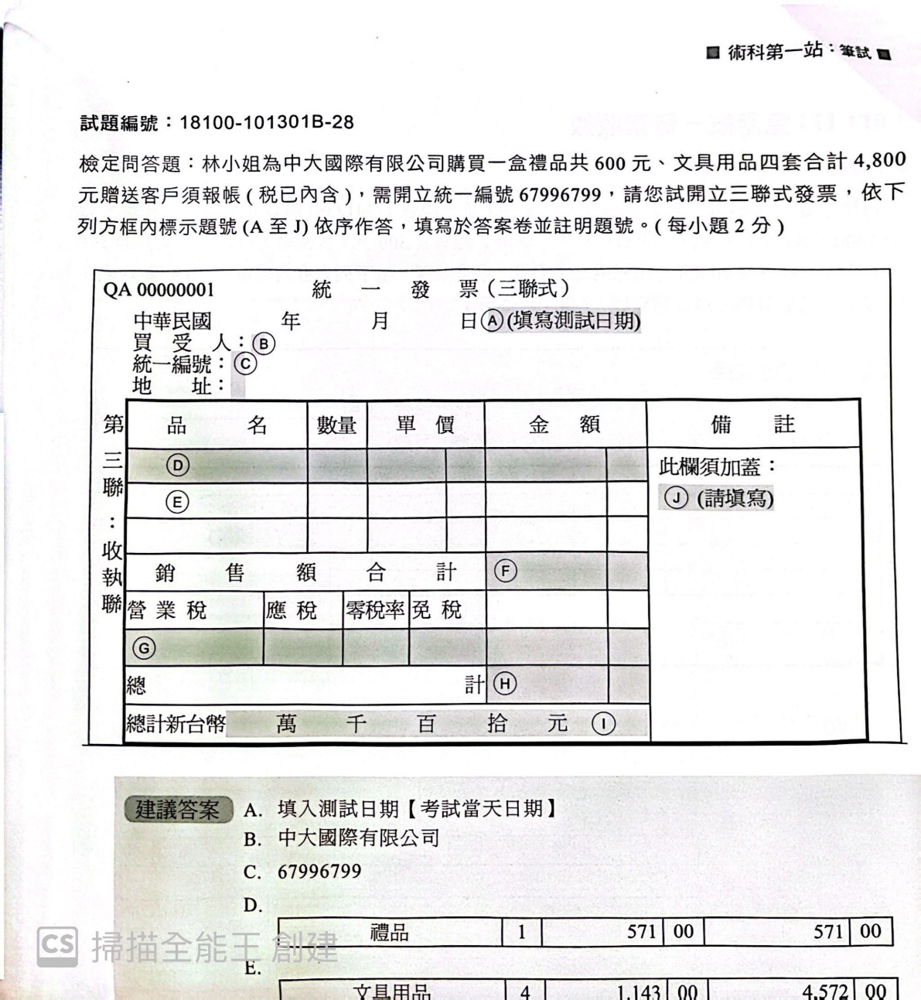 ■ 術科第一站：筆試 ■
試題編號：18100-101301B-28
檢定問答題：林小姐為中大國際有限公司購買一盒禮品共 600 元、文具用品四套合計 4,800
元贈送客戶須報帳 ( 稅已內含 )，需開立統一編號 67996799，請您試開立三聯式發票，依下
列方框內標示題號 (A 至 J) 依序作答，填寫於答案卷並註明題號。( 每小題 2 分 )
QA 00000001 統 一 發 票（三聯式）
中華民國 年 月 日Ⓐ(填寫測試日期)
買 受 人：Ⓑ
統一編號：Ⓒ
地 址：
第三聯：收執聯
品 名 數量 單 價 金 額 備 註
Ⓓ 此欄須加蓋：
Ⓔ Ⓙ (請填寫)
銷 售 額 合 計 Ⓕ
營 業 稅 應 稅 零稅率 免 稅
Ⓖ
總 計 Ⓗ
總計新台幣 萬 千 百 拾 元 Ⓘ
建議答案 A. 填入測試日期【考試當天日期】
B. 中大國際有限公司
C. 67996799
D.
禮品 1 571 00 571 00
CS 掃描全能王 創建
E.
文具用品 4 1,143 00 4,572 00